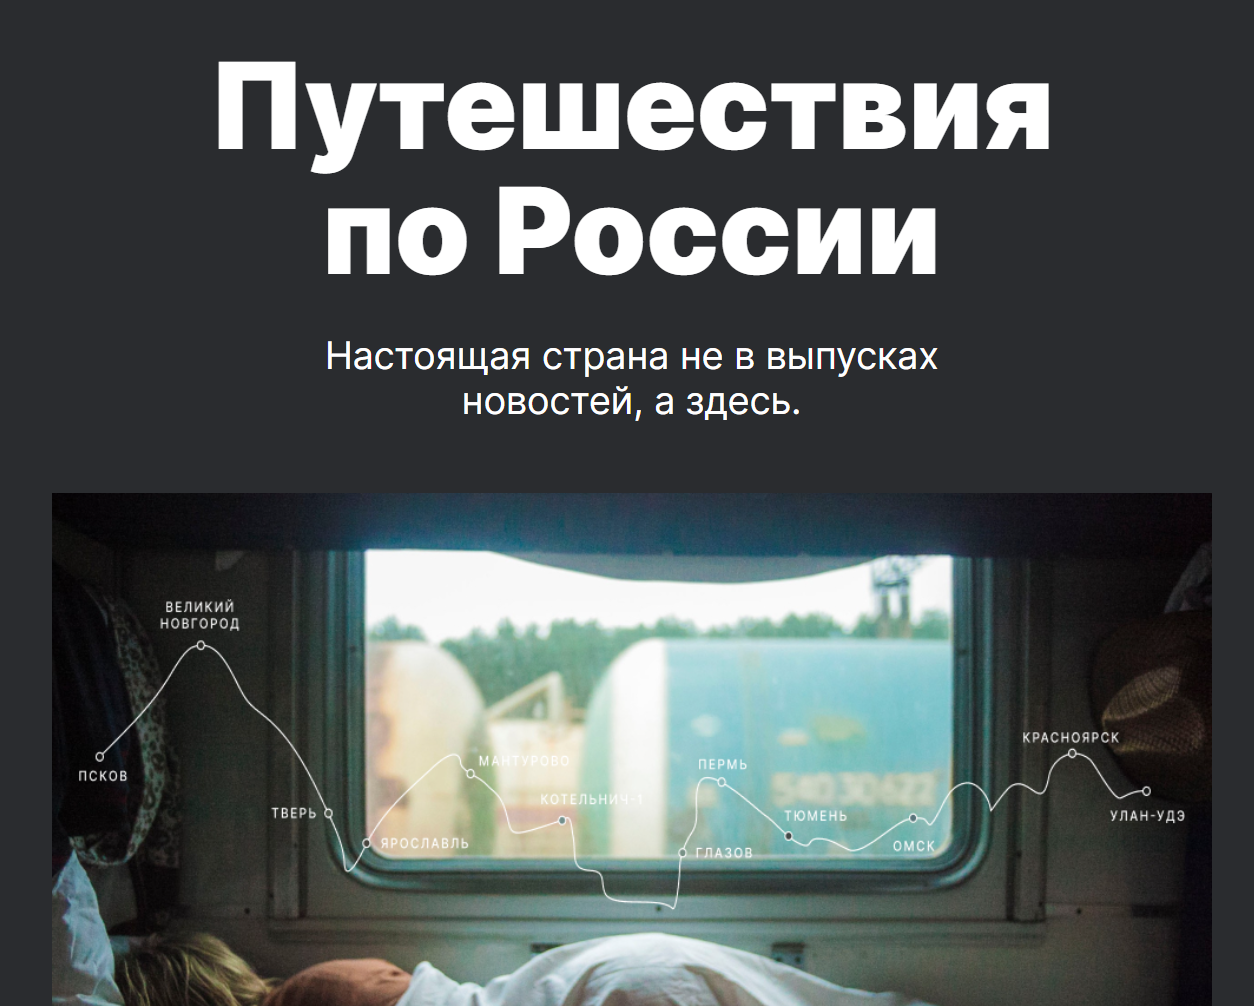 Путешествия
по России
Настоящая страна не в выпусках
новостей, а здесь.
ВЕЛИКИЙ
НОВГОРОД
ПСКОВ
ТВЕРЬ
ЯРОСЛАВЛЬ
МАНТУРОВО
КОТЕЛЬНИЧ-1
ГЛАЗОВ
ПЕРМЬ
ТЮМЕНЬ
ОМСК
КРАСНОЯРСК
УЛАН-УДЭ